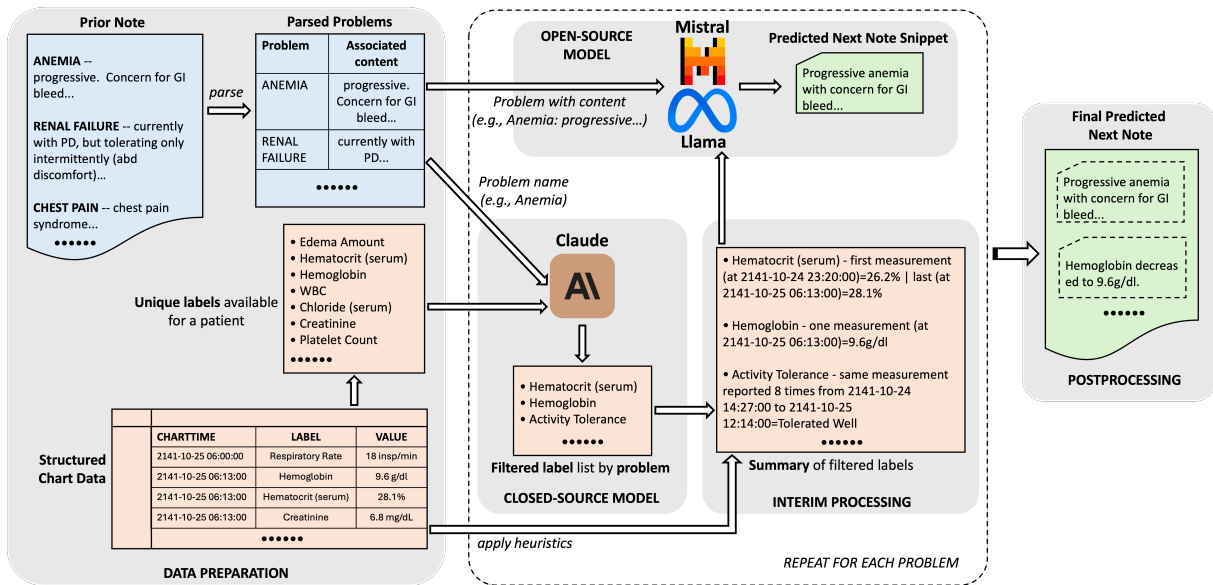 Prior Note
ANEMIA --
progressive. Concern for GI
bleed...
RENAL FAILURE -- currently
with PD, but tolerating only
intermittently (abd
discomfort)...
CHEST PAIN -- chest pain
syndrome...
parse
Parsed Problems
Problem
Associated
content
ANEMIA
progressive.
Concern for GI
bleed...
RENAL
FAILURE
currently with
PD...
Unique labels available
for a patient
• Edema Amount
• Hematocrit (serum)
• Hemoglobin
• WBC
• Chloride (serum)
• Creatinine
• Platelet Count
Structured
Chart Data
CHARTTIME LABEL VALUE
2141-10-25 06:00:00 Respiratory Rate 18 insp/min
2141-10-25 06:13:00 Hemoglobin 9.6 g/dl
2141-10-25 06:13:00 Hematocrit (serum) 28.1%
2141-10-25 06:13:00 Creatinine 6.8 mg/dL
DATA PREPARATION
OPEN-SOURCE
MODEL
Mistral
Llama
Predicted Next Note Snippet
Progressive anemia
with concern for GI
bleed...
Problem with content
(e.g., Anemia: progressive…)
Problem name
(e.g., Anemia)
Claude
A\
• Hematocrit (serum)
• Hemoglobin
• Activity Tolerance
Filtered label list by problem
CLOSED-SOURCE MODEL
• Hematocrit (serum) - first measurement
(at 2141-10-24 23:20:00)=26.2% | last (at
2141-10-25 06:13:00)=28.1%
• Hemoglobin - one measurement (at
2141-10-25 06:13:00)=9.6g/dl
• Activity Tolerance - same measurement
reported 8 times from 2141-10-24
14:27:00 to 2141-10-25
12:14:00=Tolerated Well
Summary of filtered labels
INTERIM PROCESSING
apply heuristics
REPEAT FOR EACH PROBLEM
Final Predicted
Next Note
Progressive anemia
with concern for GI
bleed...
Hemoglobin decreas
ed to 9.6g/dl.
POSTPROCESSING